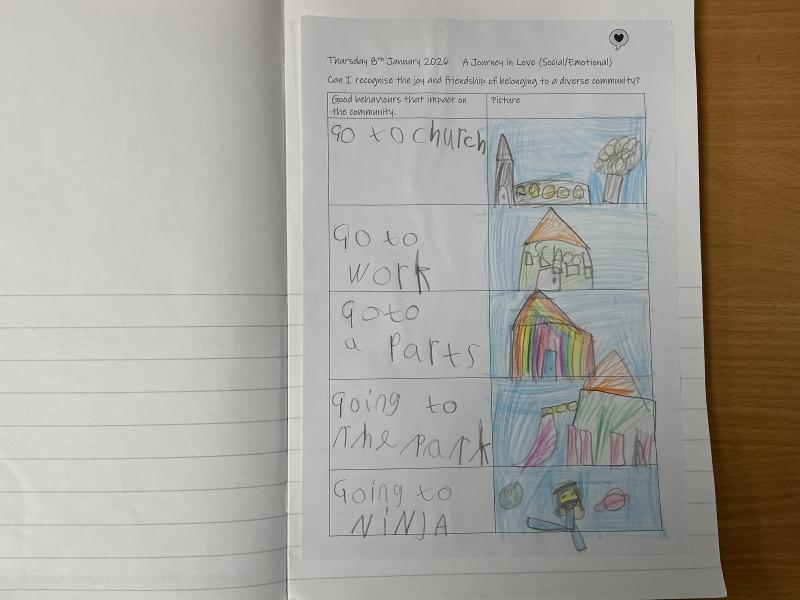 Thursday 8th January 2026 A Journey in Love (Social/Emotional)
Can I recognise the joy and friendship of belonging to a diverse community?
Good behaviours that impact on
the community.
Picture
go to church
go to
work
go to
a parts
going to
The park
Going to
NiNJA